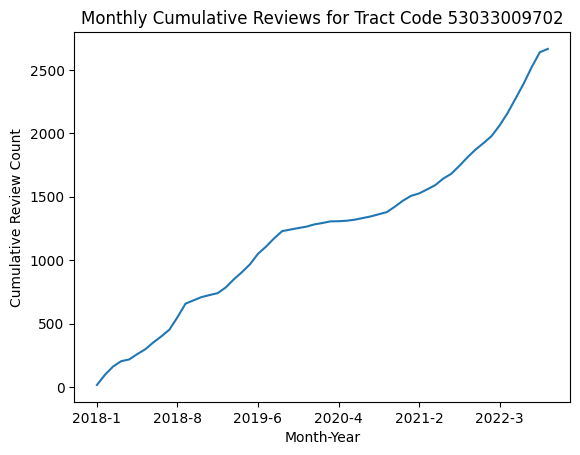 Monthly Cumulative Reviews for Tract Code 53033009702
Cumulative Review Count
2500
2000
1500
1000
500
0
2018-1 2018-8 2019-6 2020-4 2021-2 2022-3
Month-Year